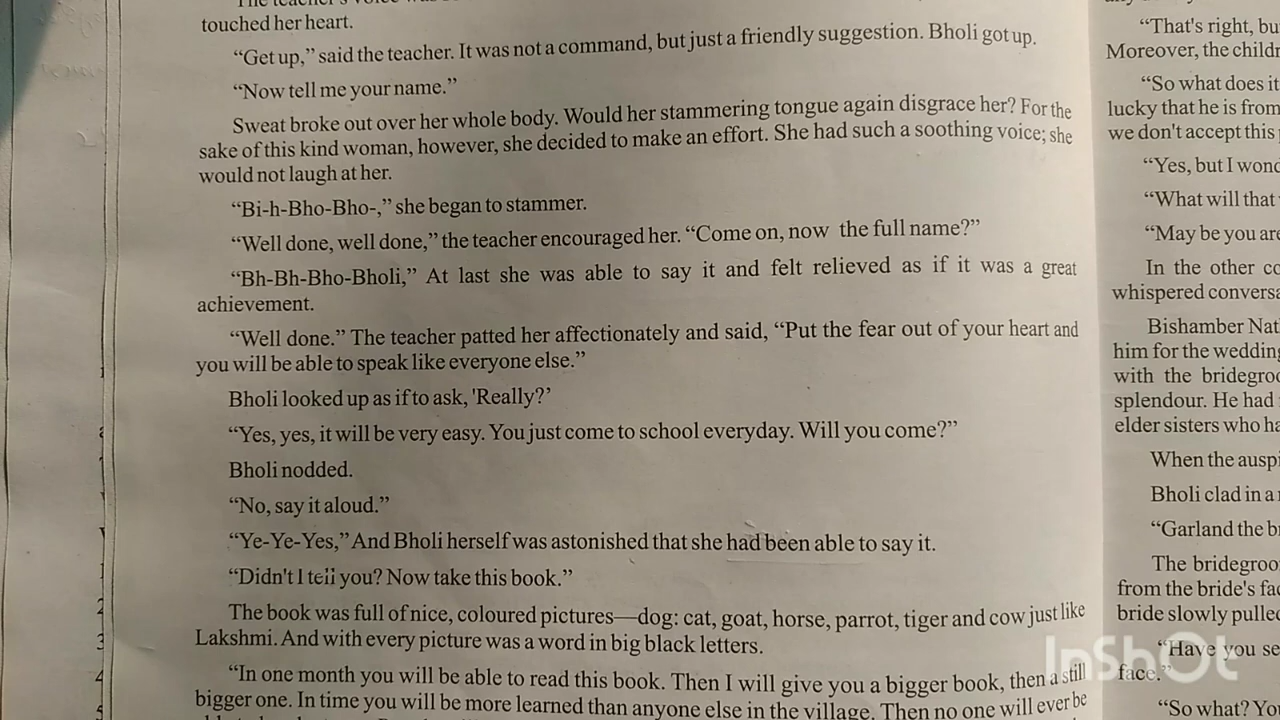 touched her heart.
“Get up,” said the teacher. It was not a command, but just a friendly suggestion. Bholi got up.
“Now tell me your name.”
Sweat broke out over her whole body. Would her stammering tongue again disgrace her? For the
sake of this kind woman, however, she decided to make an effort. She had such a soothing voice; she
would not laugh at her.
“Bi-h-Bho-Bho-,” she began to stammer.
“Well done, well done,” the teacher encouraged her. “Come on, now the full name?”
“Bh-Bh-Bho-Bholi,” At last she was able to say it and felt relieved as if it was a great
achievement.
“Well done.” The teacher patted her affectionately and said, “Put the fear out of your heart and
you will be able to speak like everyone else.”
Bholi looked up as if to ask, 'Really?’
“Yes, yes, it will be very easy. You just come to school everyday. Will you come?”
Bholi nodded.
“No, say it aloud.”
“Ye-Ye-Yes,” And Bholi herself was astonished that she had been able to say it.
“Didn't I tell you? Now take this book.”
The book was full of nice, coloured pictures—dog: cat, goat, horse, parrot, tiger and cow just like
Lakshmi. And with every picture was a word in big black letters.
“In one month you will be able to read this book. Then I will give you a bigger book, then a still
bigger one. In time you will be more learned than anyone else in the village. Then no one will ever be
“That's right, bu
Moreover, the childr
“So what does it
lucky that he is from
we don't accept this
“Yes, but I wond
“What will that
“May be you are
In the other co
whispered conversa
Bishamber Nat
him for the wedding
with the bridegroo
splendour. He had
elder sisters who ha
When the auspi
Bholi clad in a
“Garland the b
The bridegroo
from the bride's fac
bride slowly pulled
“Have you se
face.”
“So what? Yo
2
3
4
5
InShOt